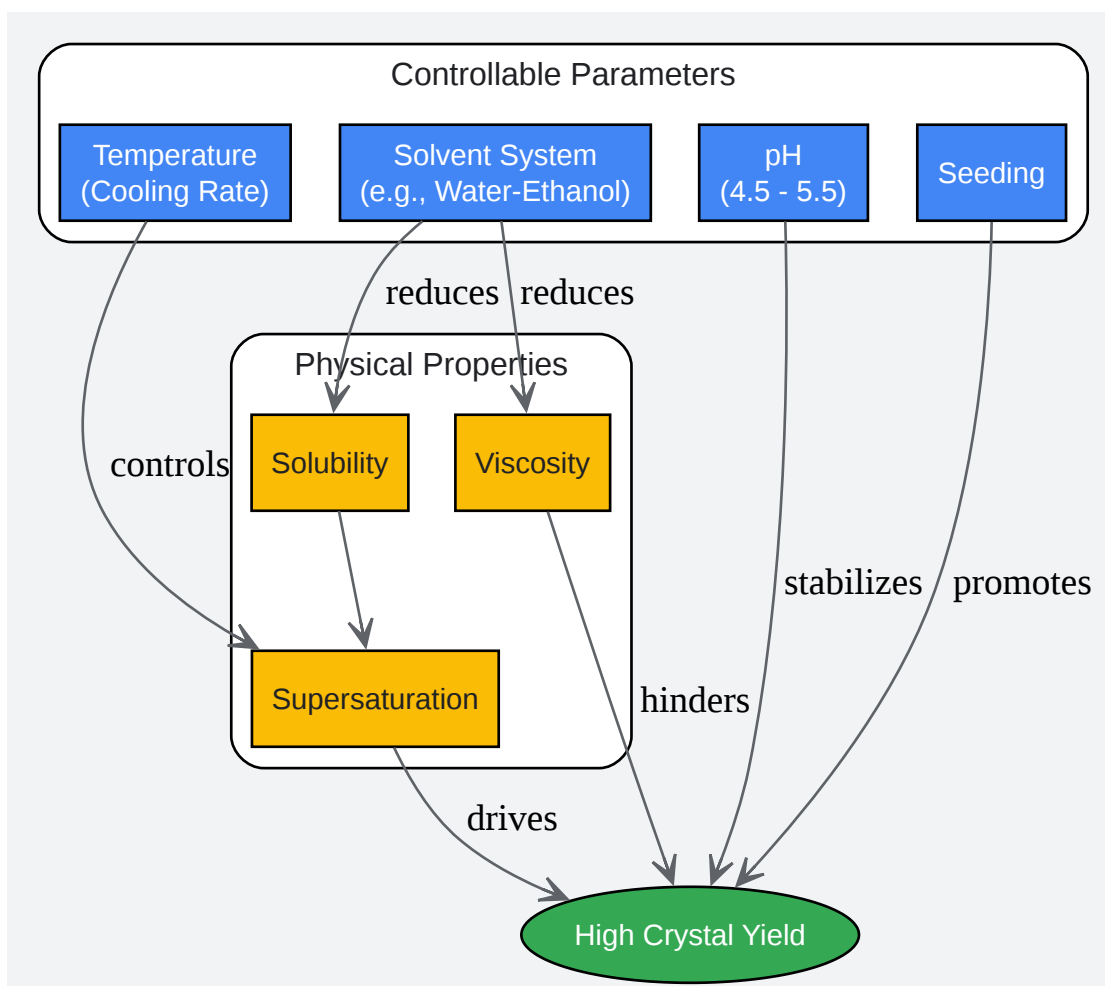 Controllable Parameters
Temperature
(Cooling Rate)
Solvent System
(e.g., Water-Ethanol)
pH
(4.5 - 5.5)
Seeding
reduces
reduces
Physical Properties
Solubility
Viscosity
controls
stabilizes
promotes
Supersaturation
hinders
drives
High Crystal Yield